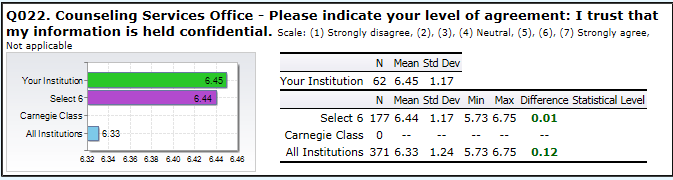 Q022. Counseling Services Office - Please indicate your level of agreement: I trust that
my information is held confidential. Scale: (1) Strongly disagree, (2), (3), (4) Neutral, (5), (6), (7) Strongly agree,
Not applicable
Your Institution 6.45
Select 6 6.44
Carnegie Class
All Institutions 6.33
6.32 6.34 6.36 6.38 6.40 6.42 6.44 6.46
N Mean Std Dev
Your Institution 62 6.45 1.17
N Mean Std Dev Min Max Difference Statistical Level
Select 6 177 6.44 1.17 5.73 6.75 0.01
Carnegie Class 0 -- -- -- -- --
All Institutions 371 6.33 1.24 5.73 6.75 0.12